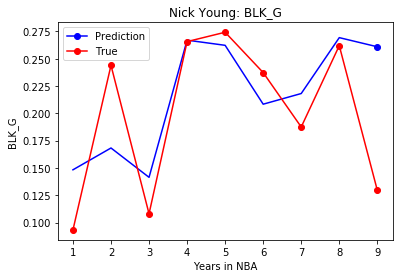 Nick Young: BLK_G
Prediction
True
BLK_G
0.275
0.250
0.225
0.200
0.175
0.150
0.125
0.100
1 2 3 4 5 6 7 8 9
Years in NBA